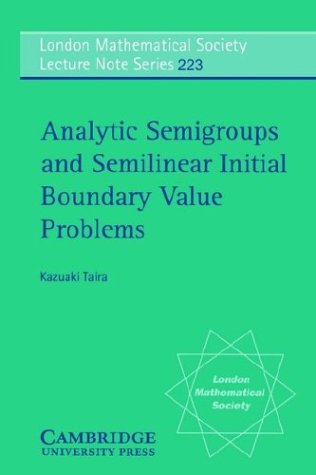 London Mathematical Society
Lecture Note Series 223
Analytic Semigroups
and Semilinear Initial
Boundary Value
Problems
Kazuaki Taira
London
Mathematical
Society
CAMBRIDGE
UNIVERSITY PRESS